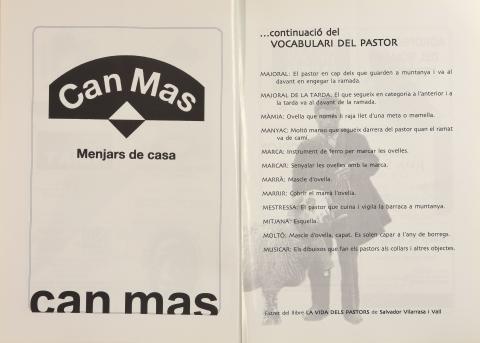 Can Mas
Menjars de casa
can mas
...continuació del
VOCABULARI DEL PASTOR
MAJORAL: El pastor en cap dels que guarden a muntanya i va al
davant en engegar la ramada.
MAJORAL DE LA TARDA: El que segueix en categoria a l'anterior i a
la tarda va al davant de la ramada.
MÀMIA: Ovella que només li raja llet d'una meta o mamella.
MANYAC: Moltó manso que segueix darrera del pastor quan el ramat
va de camí.
MARCA: Instrument de ferro per marcar les ovelles.
MARCAR: Senyalar les ovelles amb la marca.
MARRÀ: Mascle d'ovella.
MARRIR: Cobrir el marrà l'ovella.
MESTRESSA: El pastor que cuina i vigila la barraca a muntanya.
MITJANA: Esquella.
MOLTÓ: Mascle d'ovella, capat. Es solen capar a l'any de borregs.
MUSICAR: Els dibuixos que fan els pastors als collars i altres objectes.
Extret del llibre LA VIDA DELS PASTORS de Salvador Vilarrasa i Vall